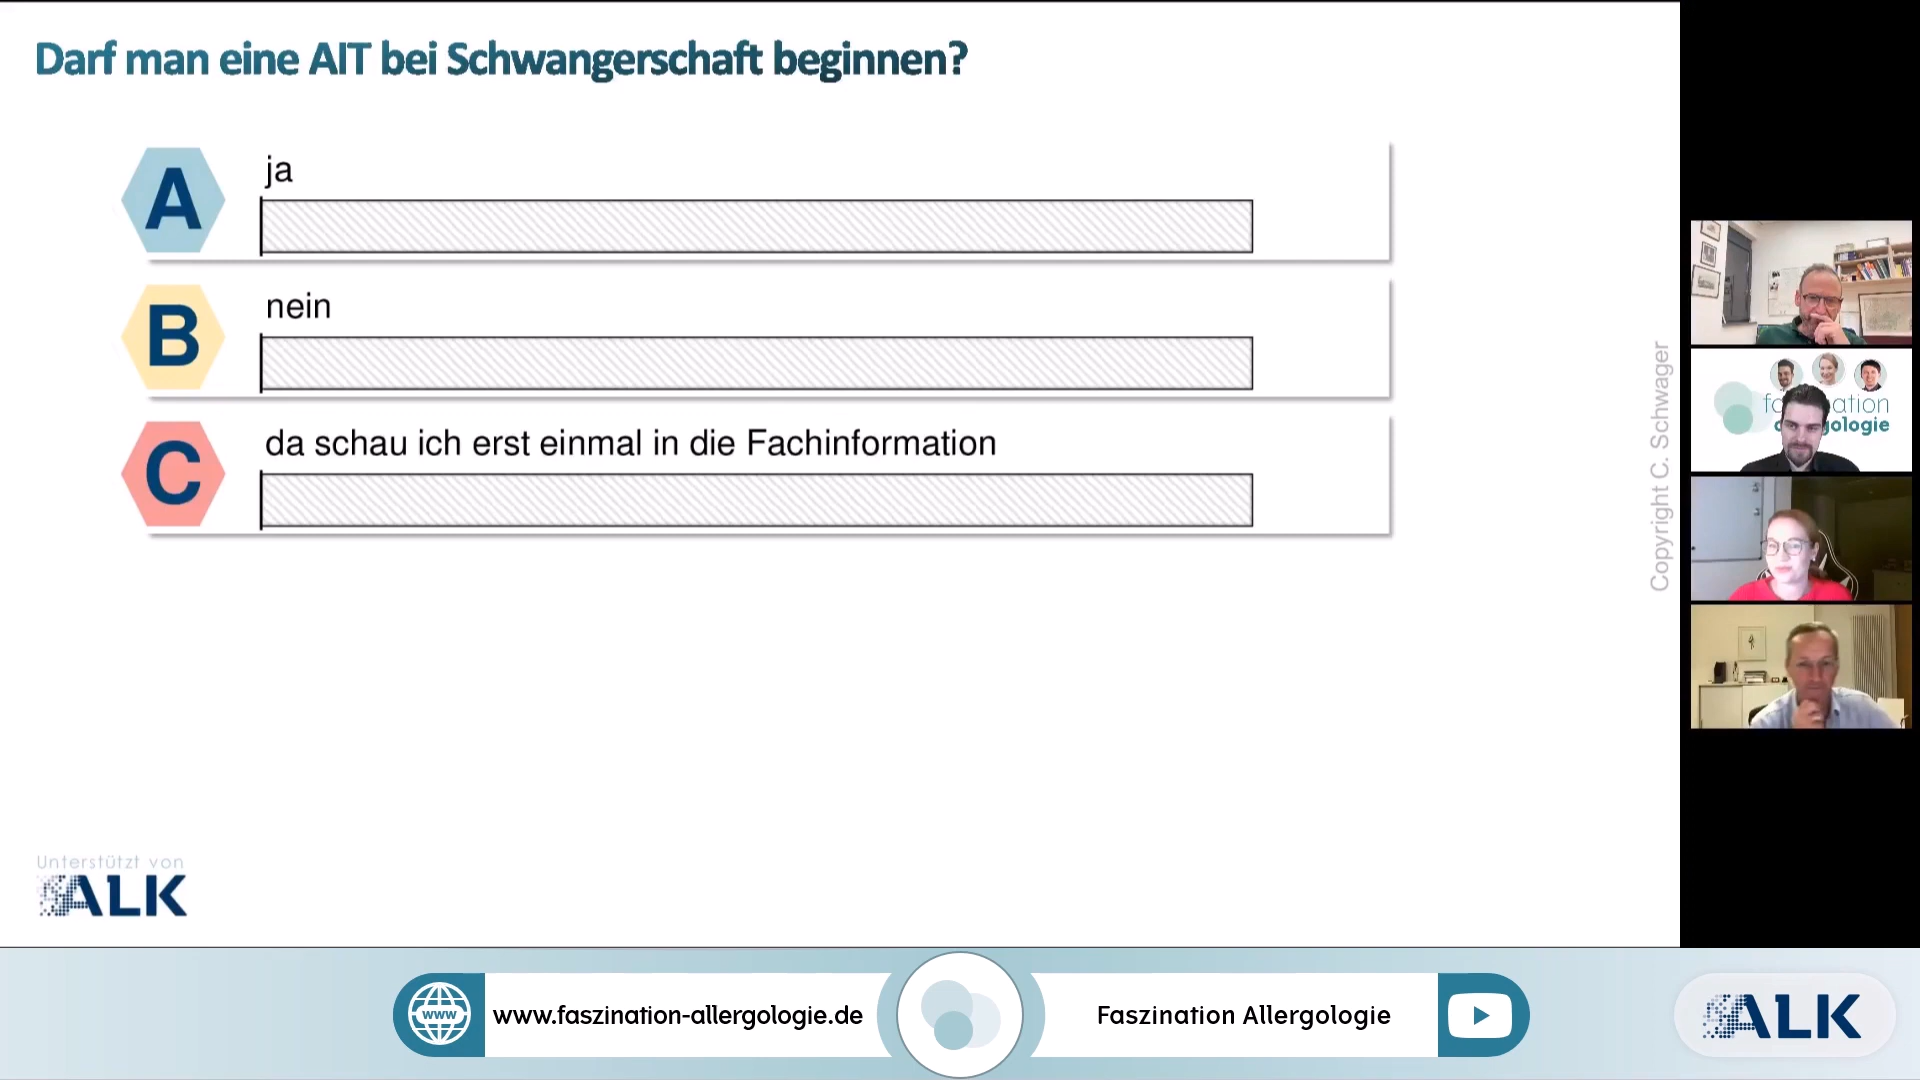 Darf man eine AIT bei Schwangerschaft beginnen?
A
ja
B
nein
C
da schau ich erst einmal in die Fachinformation
Copyright C. Schwager
Unterstützt von
ALK
www
www.faszination-allergologie.de
Faszination Allergologie
ALK